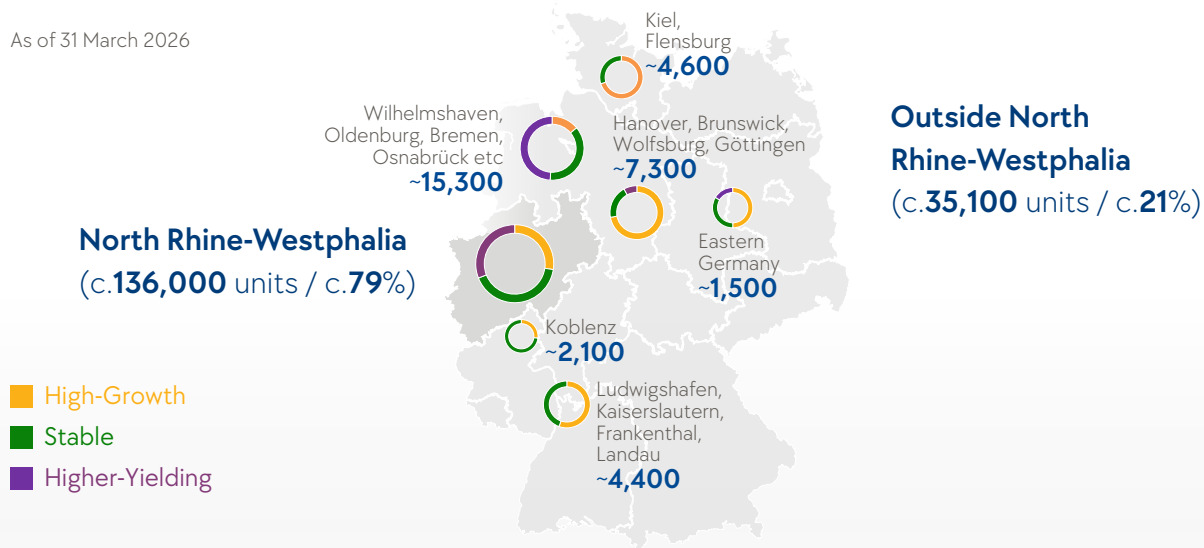 As of 31 March 2026
Kiel,
Flensburg
~4,600
Wilhelmshaven,
Oldenburg, Bremen,
Osnabrück etc
~15,300
Hanover, Brunswick,
Wolfsburg, Göttingen
~7,300
Outside North
Rhine-Westphalia
(c.35,100 units / c.21%)
North Rhine-Westphalia
(c.136,000 units / c.79%)
Eastern
Germany
~1,500
Koblenz
~2,100
Ludwigshafen,
Kaiserslautern,
Frankenthal,
Landau
~4,400
High-Growth
Stable
Higher-Yielding